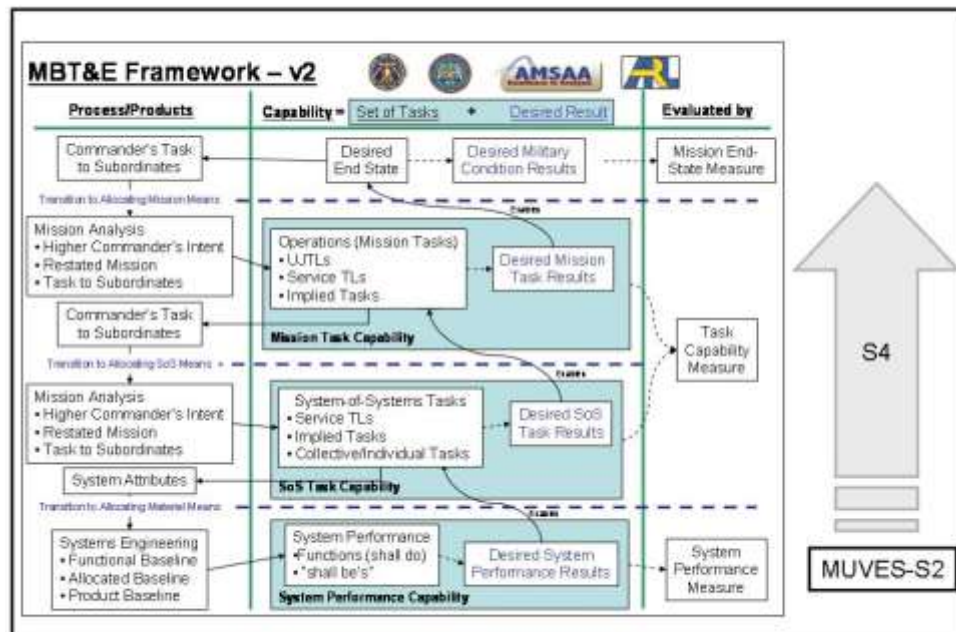 MBT&E Framework – v2
AMSAA
ARL
Process/Products
Capability = Set of Tasks + Desired Result
Evaluated by
Commander's Task
to Subordinates
Desired
End State
Desired Military
Condition Results
Mission End-
State Measure
Transition to Allocating Mission Means
Enables
Mission Analysis
• Higher Commander's Intent
• Restated Mission
• Task to Subordinates
Operations (Mission Tasks)
• UJTLs
• Service TLs
• Implied Tasks
Desired Mission
Task Results
Mission Task Capability
Commander's Task
to Subordinates
Task
Capability
Measure
Transition to Allocating SoS Means
Enables
Mission Analysis
• Higher Commander's Intent
• Restated Mission
• Task to Subordinates
System-of-Systems Tasks
• Service TLs
• Implied Tasks
• Collective/Individual Tasks
Desired SoS
Task Results
SoS Task Capability
System Attributes
Transition to Allocating Material Means
Enables
Systems Engineering
• Functional Baseline
• Allocated Baseline
• Product Baseline
System Performance
•Functions (shall do)
•"shall be's"
Desired System
Performance Results
System
Performance
Measure
System Performance Capability
S4
MUVES-S2